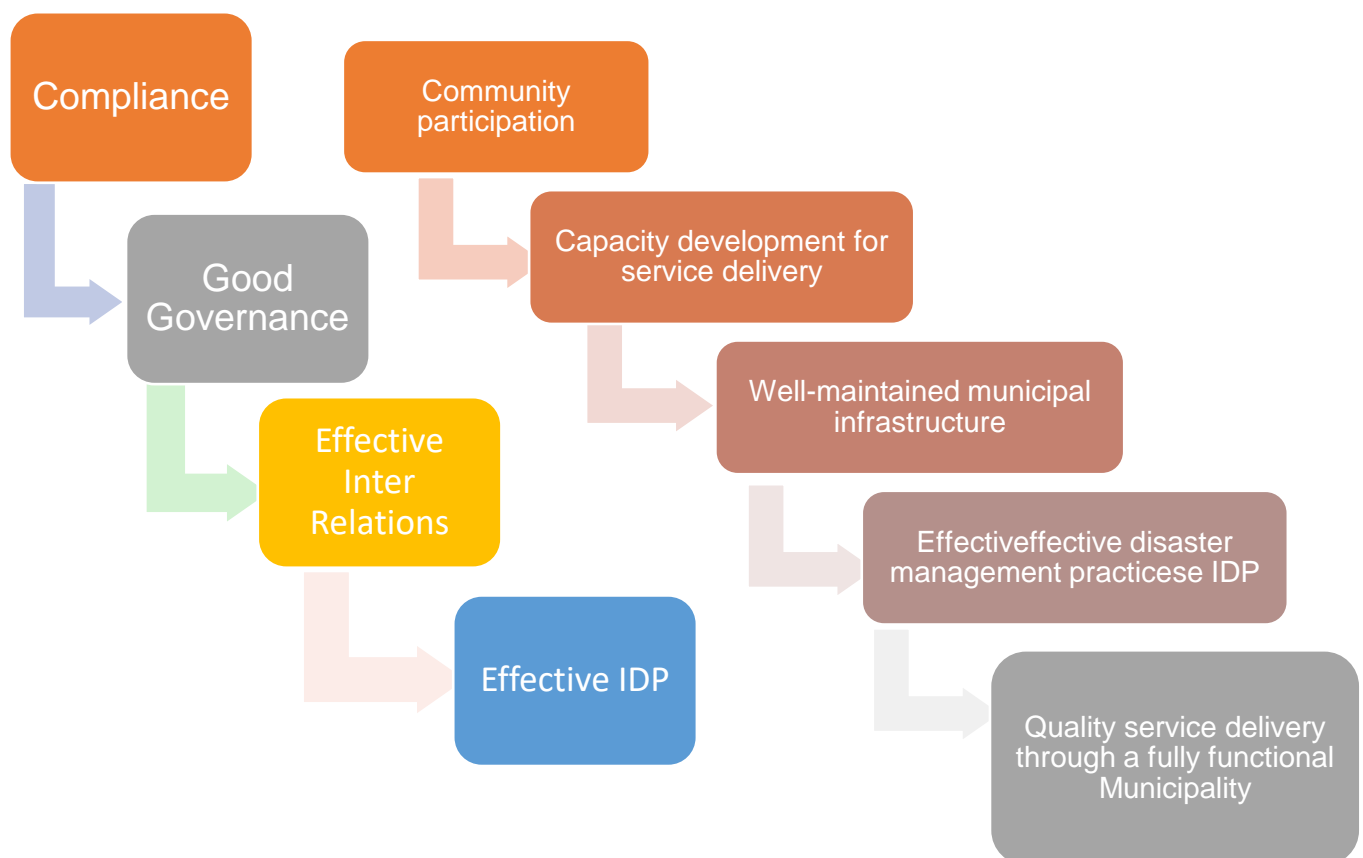 Compliance
Good
Governance
Effective
Inter
Relations
Effective IDP
Community
participation
Capacity development for
service delivery
Well-maintained municipal
infrastructure
Effectiveffective disaster
management practicese IDP
Quality service delivery
through a fully functional
Municipality